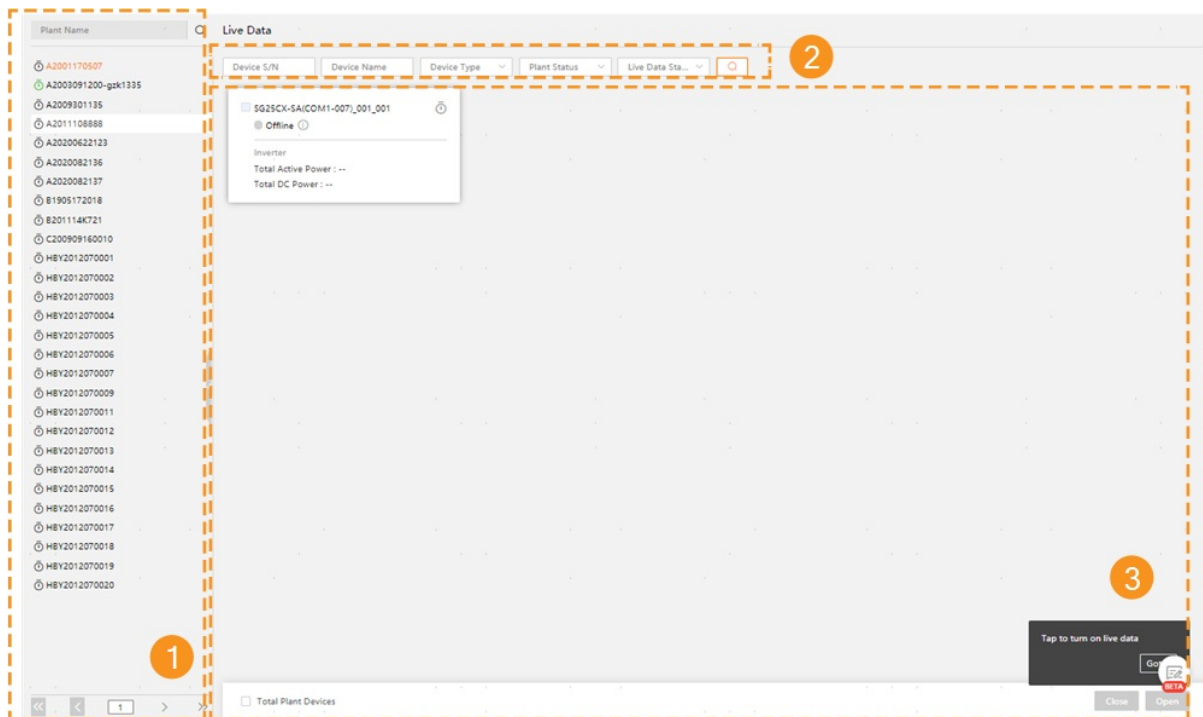 Plant Name
Live Data
Device S/N
Device Name
Device Type
Plant Status
Live Data Sta...
2
A2001170507
A2003091200-gzk1335
A2009301135
A2011108888
A20200622123
A2020082136
A2020082137
B1905172018
B201114K721
C200909160010
HBY2012070001
HBY2012070002
HBY2012070003
HBY2012070004
HBY2012070005
HBY2012070006
HBY2012070007
HBY2012070009
HBY2012070011
HBY2012070012
HBY2012070013
HBY2012070014
HBY2012070015
HBY2012070016
HBY2012070017
HBY2012070018
HBY2012070019
HBY2012070020
1
1
SG25CX-SA(COM1-007)_001_001
Offline
Inverter
Total Active Power : --
Total DC Power : --
3
Tap to turn on live data
BETA
Total Plant Devices
Close
Open